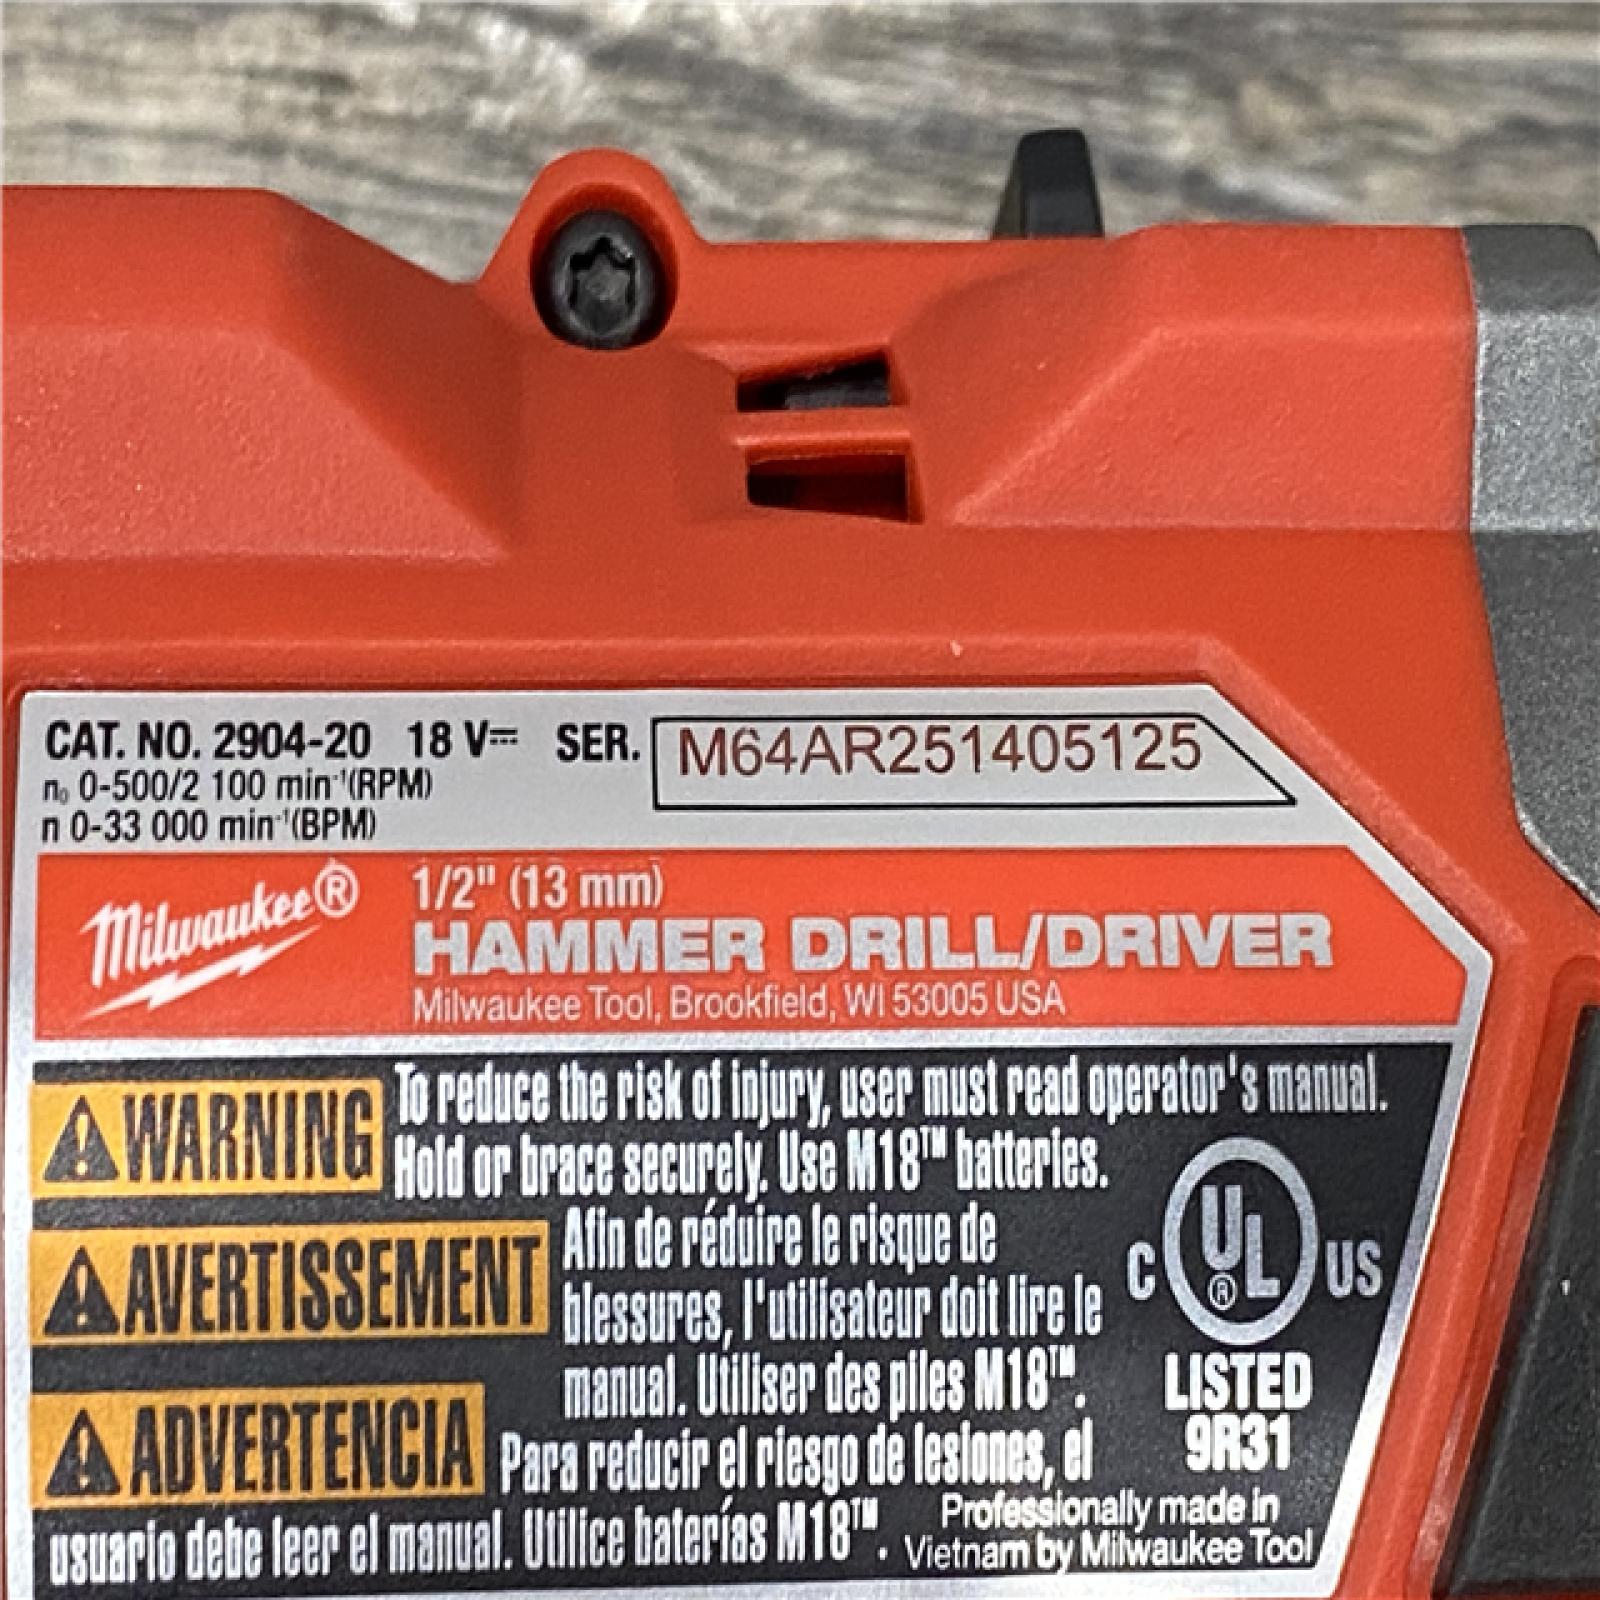 CAT. NO. 2904-20 18 V⎓ SER. M64AR251405125
n₀ 0-500/2 100 min⁻¹(RPM)
n 0-33 000 min⁻¹(BPM)
Milwaukee®
1/2" (13 mm)
HAMMER DRILL/DRIVER
Milwaukee Tool, Brookfield, WI 53005 USA
⚠WARNING To reduce the risk of injury, user must read operator's manual.
Hold or brace securely. Use M18™ batteries.
⚠AVERTISSEMENT Afin de réduire le risque de
blessures, l'utilisateur doit lire le
manual. Utiliser des piles M18™.
⚠ADVERTENCIA Para reducir el riesgo de lesiones, el
usuario debe leer el manual. Utilice baterías M18™.
C UL® US
LISTED
9R31
Professionally made in
Vietnam by Milwaukee Tool